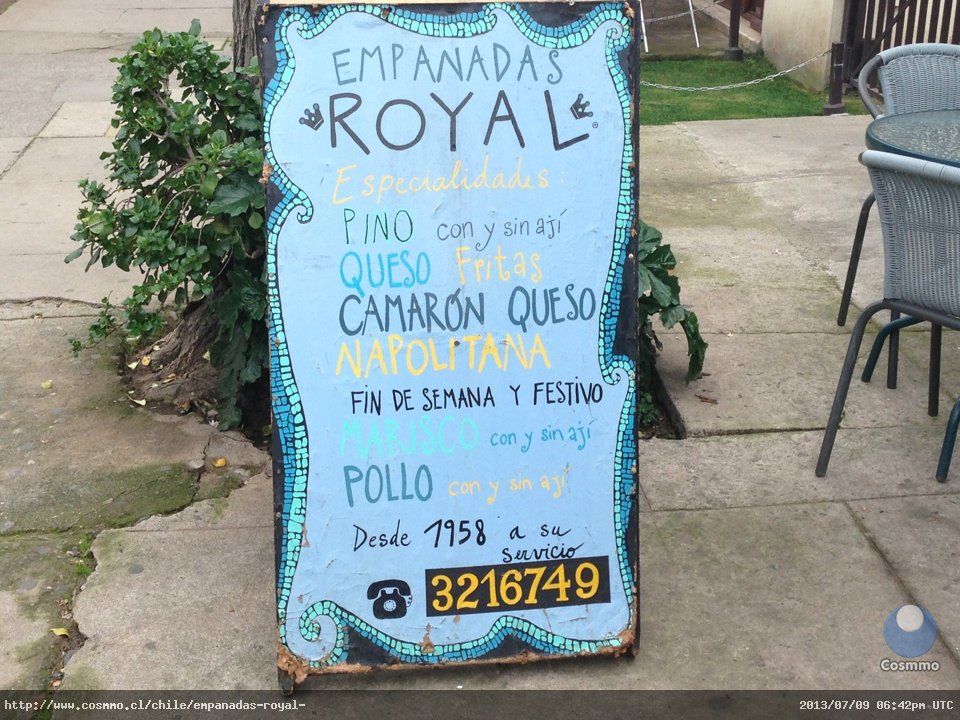 EMPANADAS
ROYAL®
Especialidades:
PINO con y sin ají
QUESO Fritas
CAMARÓN QUESO
NAPOLITANA
FIN DE SEMANA Y FESTIVO
MARISCO con y sin ají
POLLO con y sin ají
Desde 1958 a su
servicio
3216749
Cosmmo
http://www.cosmmo.cl/chile/empanadas-royal- 2013/07/09 06:42pm UTC